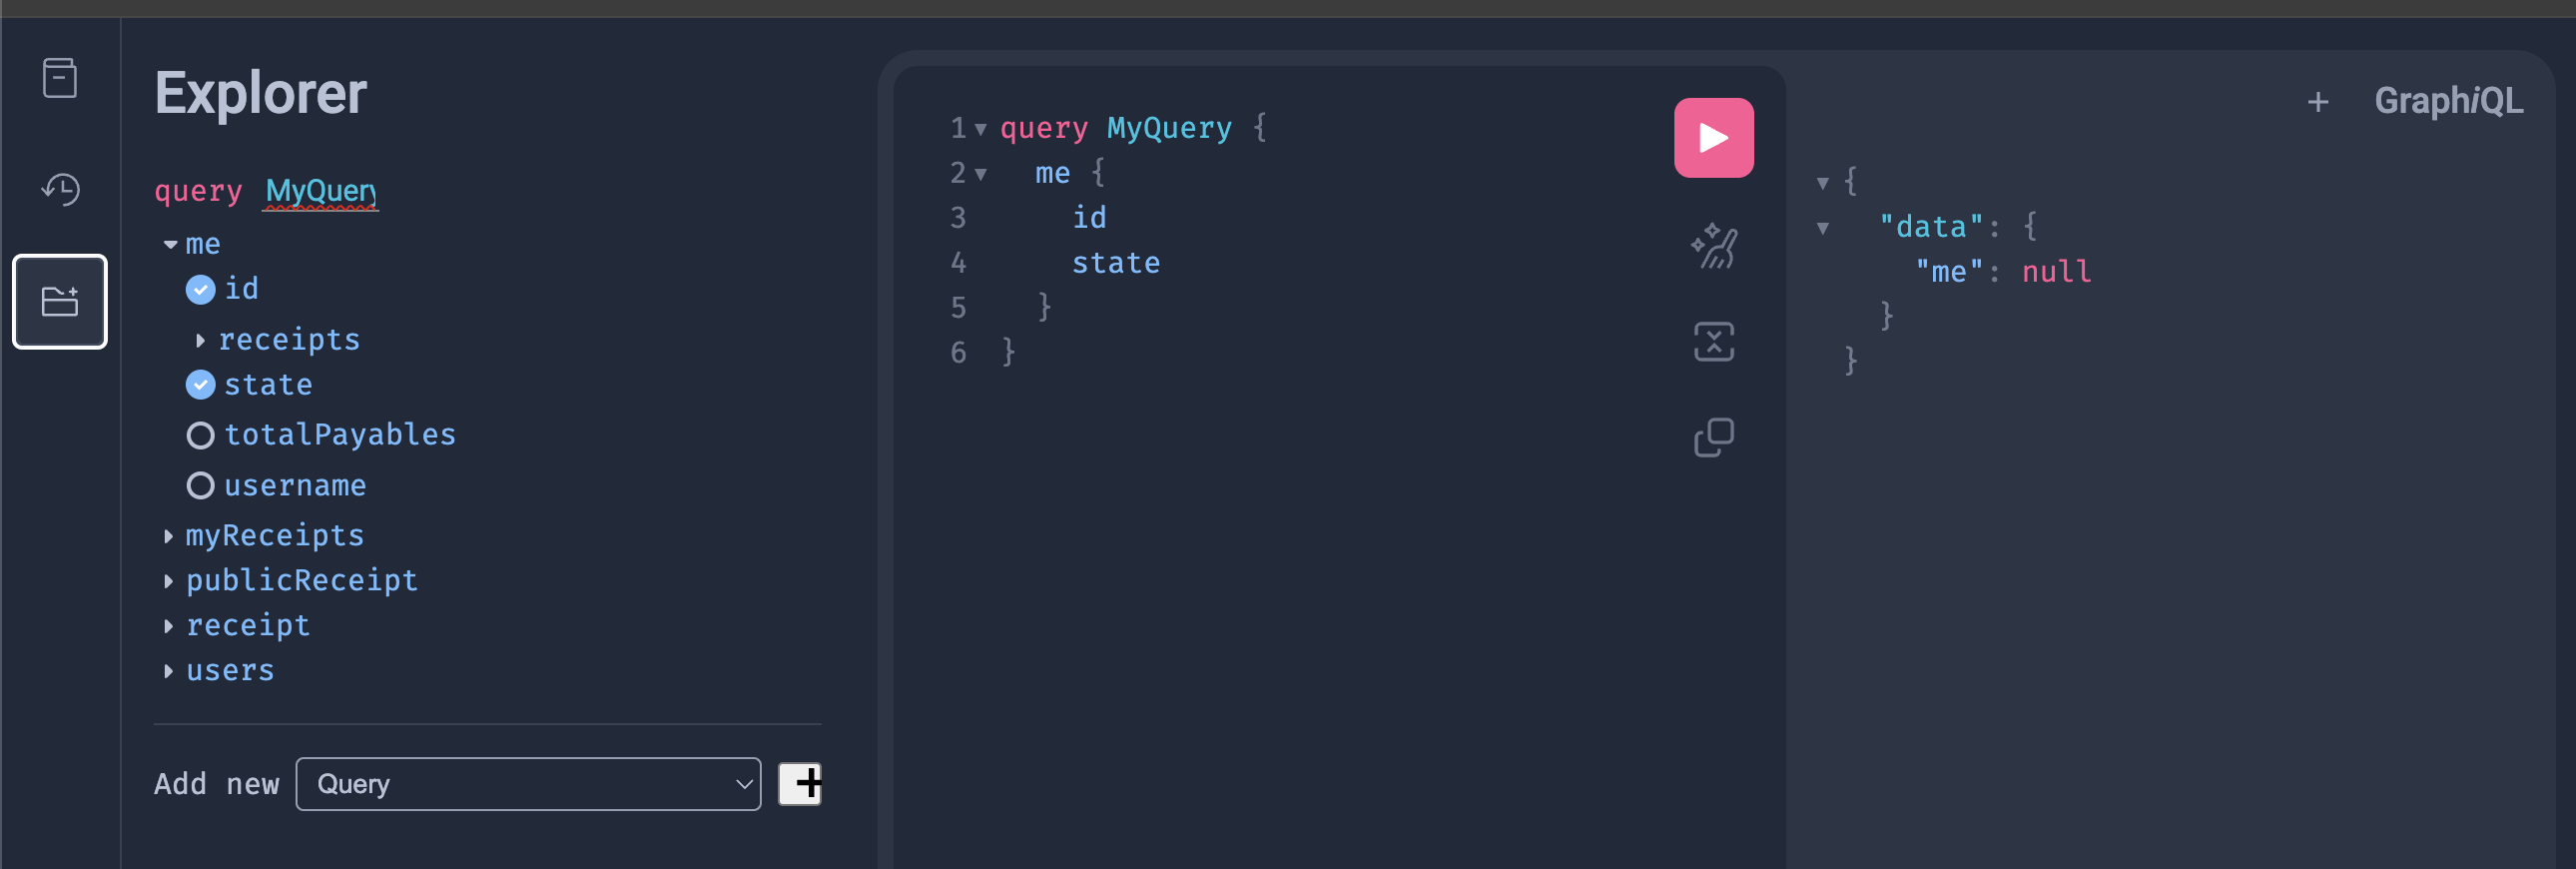 Explorer
query MyQuery
me
id
receipts
state
totalPayables
username
myReceipts
publicReceipt
receipt
users
Add new Query +
1 query MyQuery {
2 me {
3 id
4 state
5 }
6 }
+ GraphiQL
{
"data": {
"me": null
}
}